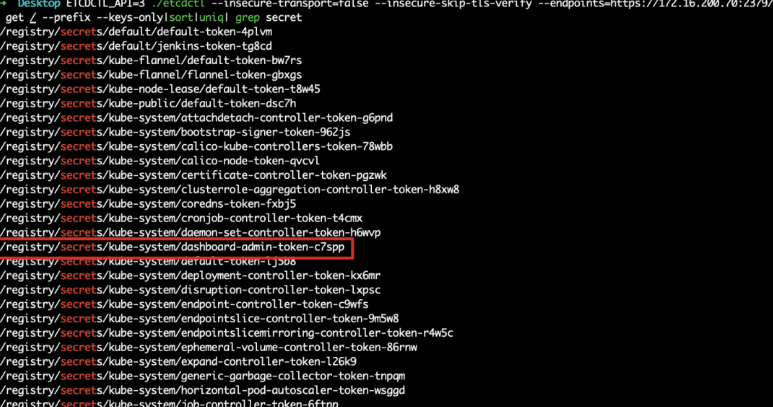 ➜ Desktop ETCDCTL_API=3 ./etcdctl --insecure-transport=false --insecure-skip-tls-verify --endpoints=https://172.16.200.70:2379/
get / --prefix --keys-only|sort|uniq| grep secret
/registry/secrets/default/default-token-4plvm
/registry/secrets/default/jenkins-token-tg8cd
/registry/secrets/kube-flannel/default-token-bw7rs
/registry/secrets/kube-flannel/flannel-token-gbxgs
/registry/secrets/kube-node-lease/default-token-t8w45
/registry/secrets/kube-public/default-token-dsc7h
/registry/secrets/kube-system/attachdetach-controller-token-g6pnd
/registry/secrets/kube-system/bootstrap-signer-token-962js
/registry/secrets/kube-system/calico-kube-controllers-token-78wbb
/registry/secrets/kube-system/calico-node-token-qvcvl
/registry/secrets/kube-system/certificate-controller-token-pgzwk
/registry/secrets/kube-system/clusterrole-aggregation-controller-token-h8xw8
/registry/secrets/kube-system/coredns-token-fxbj5
/registry/secrets/kube-system/cronjob-controller-token-t4cmx
/registry/secrets/kube-system/daemon-set-controller-token-h6wvp
/registry/secrets/kube-system/dashboard-admin-token-c7spp
/registry/secrets/kube-system/default-token-lj5b8
/registry/secrets/kube-system/deployment-controller-token-kx6mr
/registry/secrets/kube-system/disruption-controller-token-lxpsc
/registry/secrets/kube-system/endpoint-controller-token-c9wfs
/registry/secrets/kube-system/endpointslice-controller-token-9m5w8
/registry/secrets/kube-system/endpointslicemirroring-controller-token-r4w5c
/registry/secrets/kube-system/ephemeral-volume-controller-token-86rnw
/registry/secrets/kube-system/expand-controller-token-lZ6k9
/registry/secrets/kube-system/generic-garbage-collector-token-tnpqm
/registry/secrets/kube-system/horizontal-pod-autoscaler-token-wsggd
/registry/secrets/kube-system/job-controller-token-6ftnp